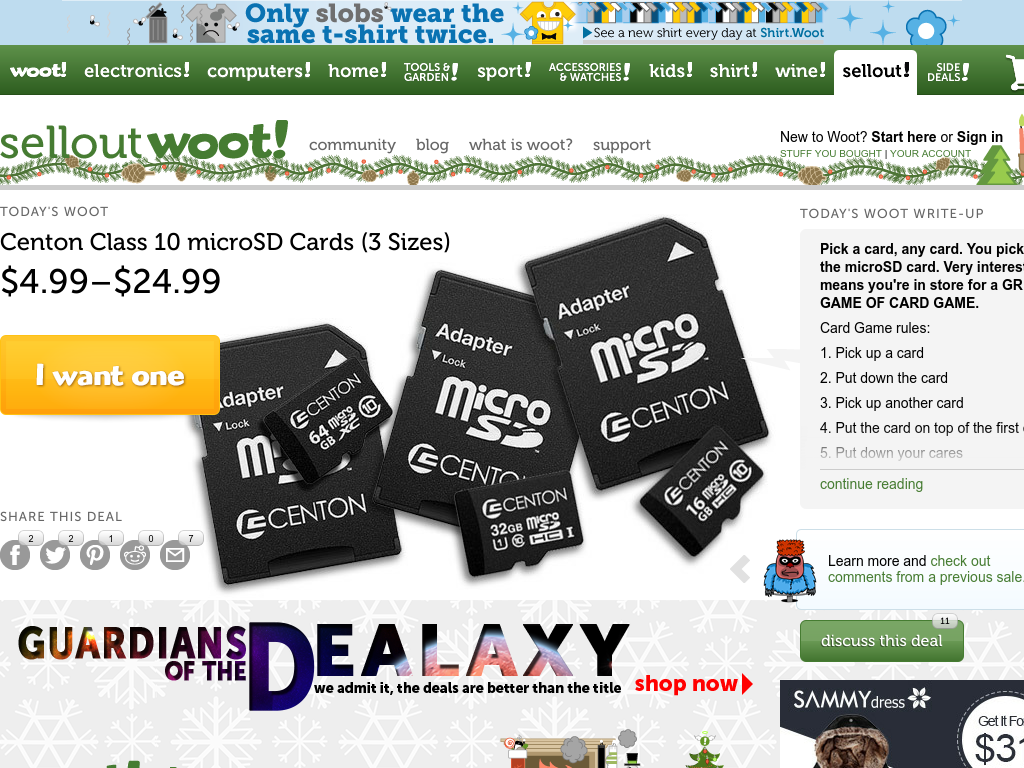 Only slobs wear the
same t-shirt twice.
See a new shirt every day at Shirt.Woot
woot! electronics! computers! home! TOOLS & GARDEN! sport! ACCESSORIES & WATCHES! kids! shirt! wine! sellout! SIDE DEALS!
sellout woot!
community blog what is woot? support
New to Woot? Start here or Sign in
STUFF YOU BOUGHT | YOUR ACCOUNT
TODAY'S WOOT
Centon Class 10 microSD Cards (3 Sizes)
$4.99–$24.99
I want one
Adapter
Lock
CENTON
64 GB micro SD XC 10
CENTON
Adapter
Lock
micro SD
CENTON
CENTON
32GB micro SD HC I
Adapter
Lock
micro SD
CENTON
CENTON
16 GB micro SD HC 10
SHARE THIS DEAL
2 2 1 0 7
TODAY'S WOOT WRITE-UP
Pick a card, any card. You pick
the microSD card. Very
means you're in store for a
GAME OF CARD GAME.
Card Game rules:
1. Pick up a card
2. Put down the card
3. Pick up another card
4. Put the card on top of the first
5. Put down your cares
continue reading
Learn more and check out
comments from a previous sale.
11
discuss this deal
GUARDIANS
OF THE
DEALAXY
we admit it, the deals are better than the title
shop now
SAMMYdress
Get It